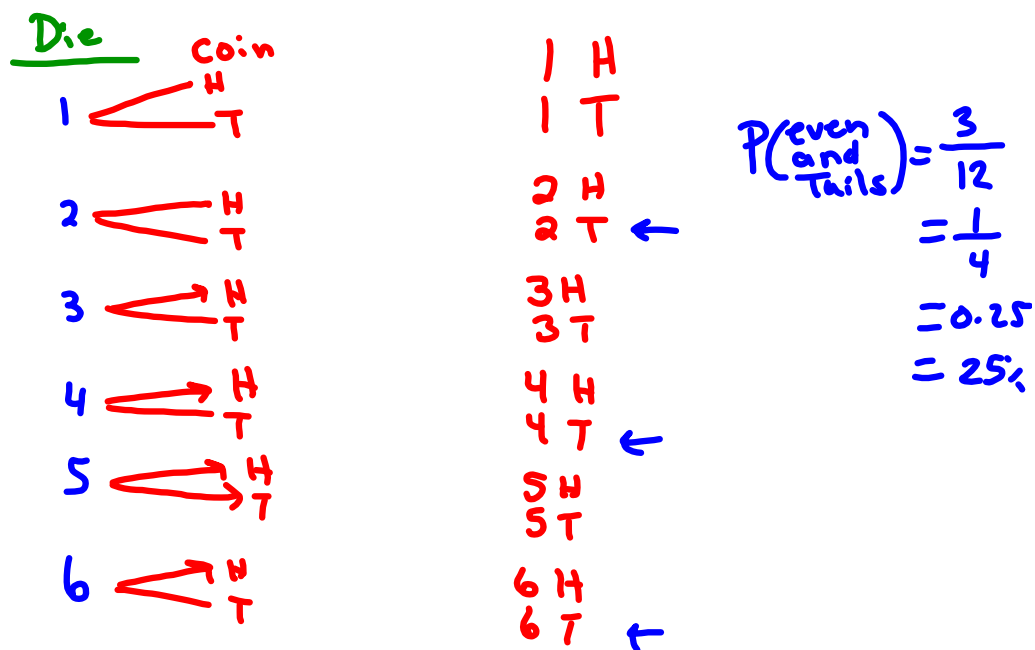 Die
coin
1 H
T
2 H
T
3 H
T
4 H
T
5 H
T
6 H
T
1 H
1 T
2 H
2 T
3 H
3 T
4 H
4 T
5 H
5 T
6 H
6 T
P(even and Tails) = 3/12
= 1/4
= 0.25
= 25%